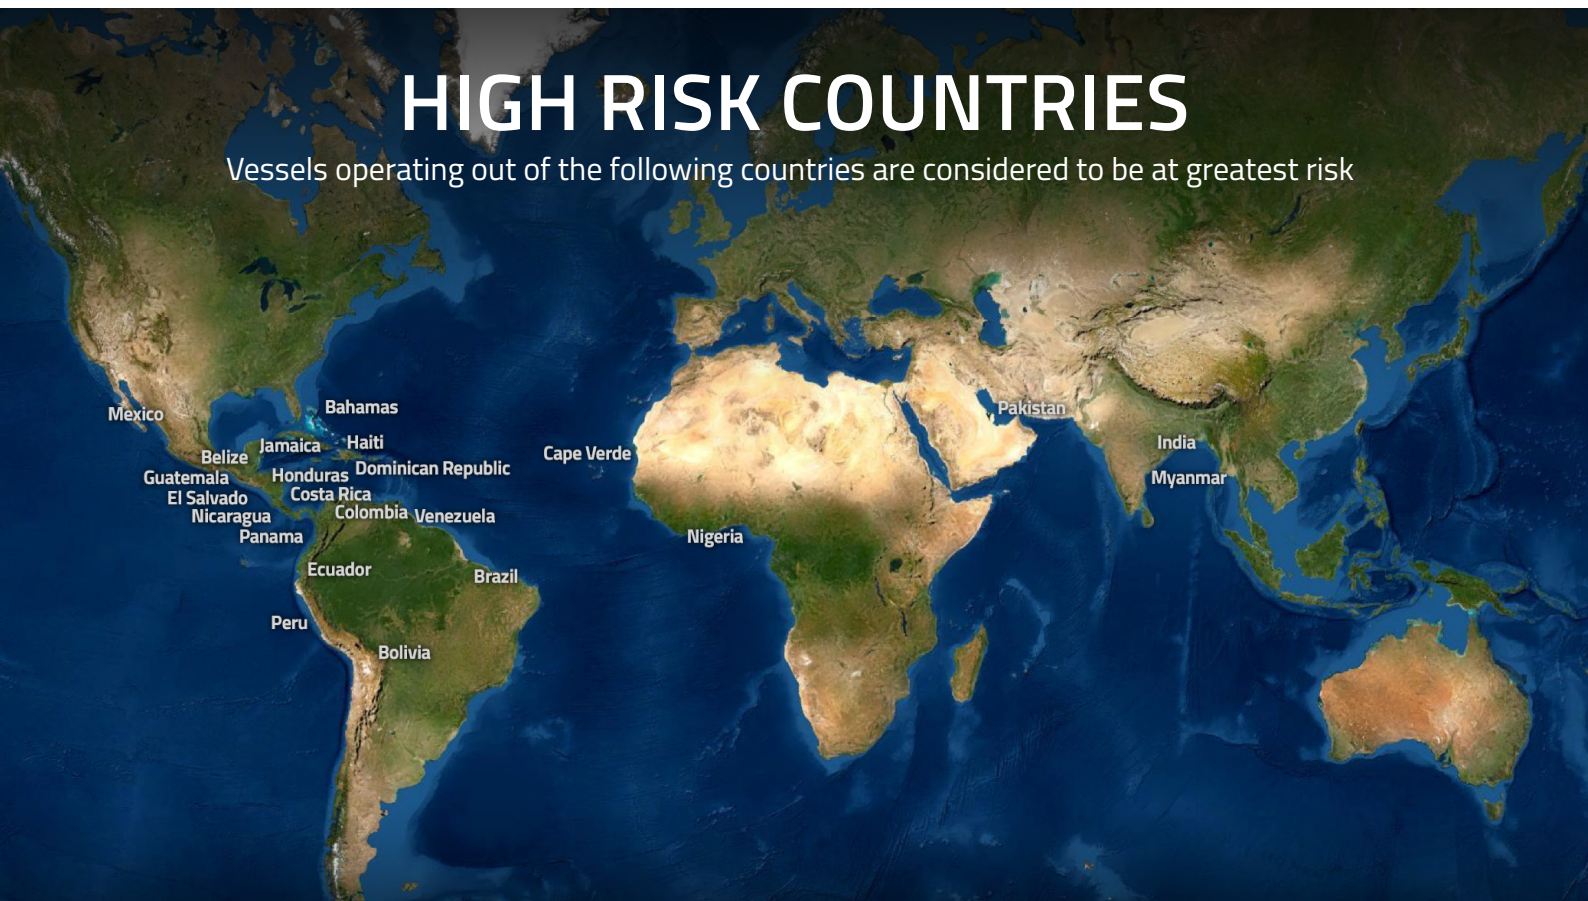 HIGH RISK COUNTRIES
Vessels operating out of the following countries are considered to be at greatest risk
Mexico
Bahamas
Jamaica
Haiti
Belize
Guatemala
Honduras
Dominican Republic
El Salvador
Costa Rica
Nicaragua
Colombia
Venezuela
Panama
Ecuador
Brazil
Peru
Bolivia
Cape Verde
Nigeria
Pakistan
India
Myanmar